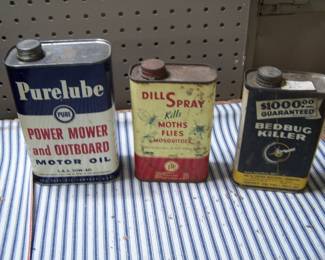 Purelube
PURE
POWER MOWER
and OUTBOARD
MOTOR OIL
DILL SPRAY
Kills
MOTHS
FLIES
MOSQUITOES
$1000.00
GUARANTEED
BEDBUG
KILLER